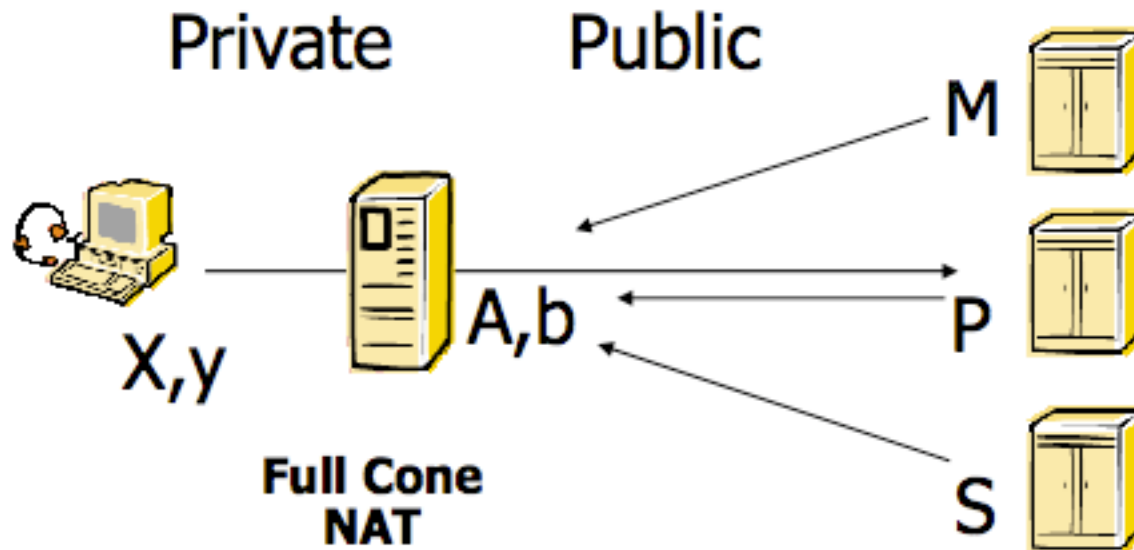 Private
Public
M
P
A,b
X,y
S
Full Cone
NAT